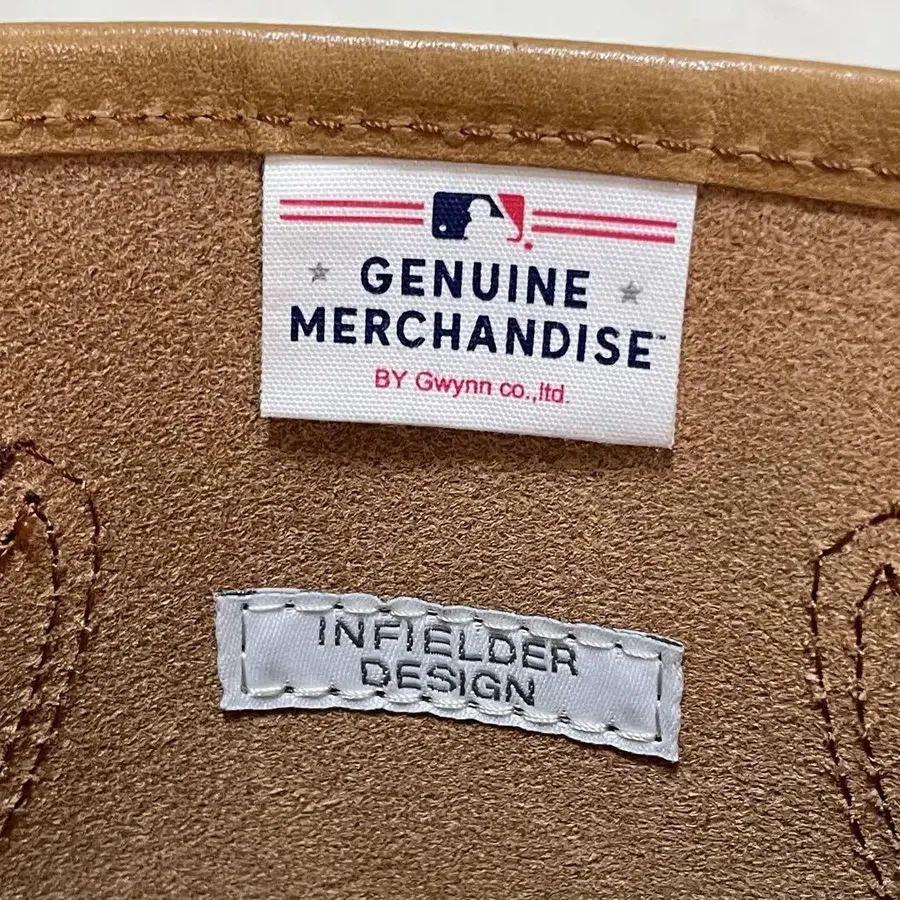 GENUINE
MERCHANDISE™
BY Gwynn co.,ltd.
INFIELDER
DESIGN